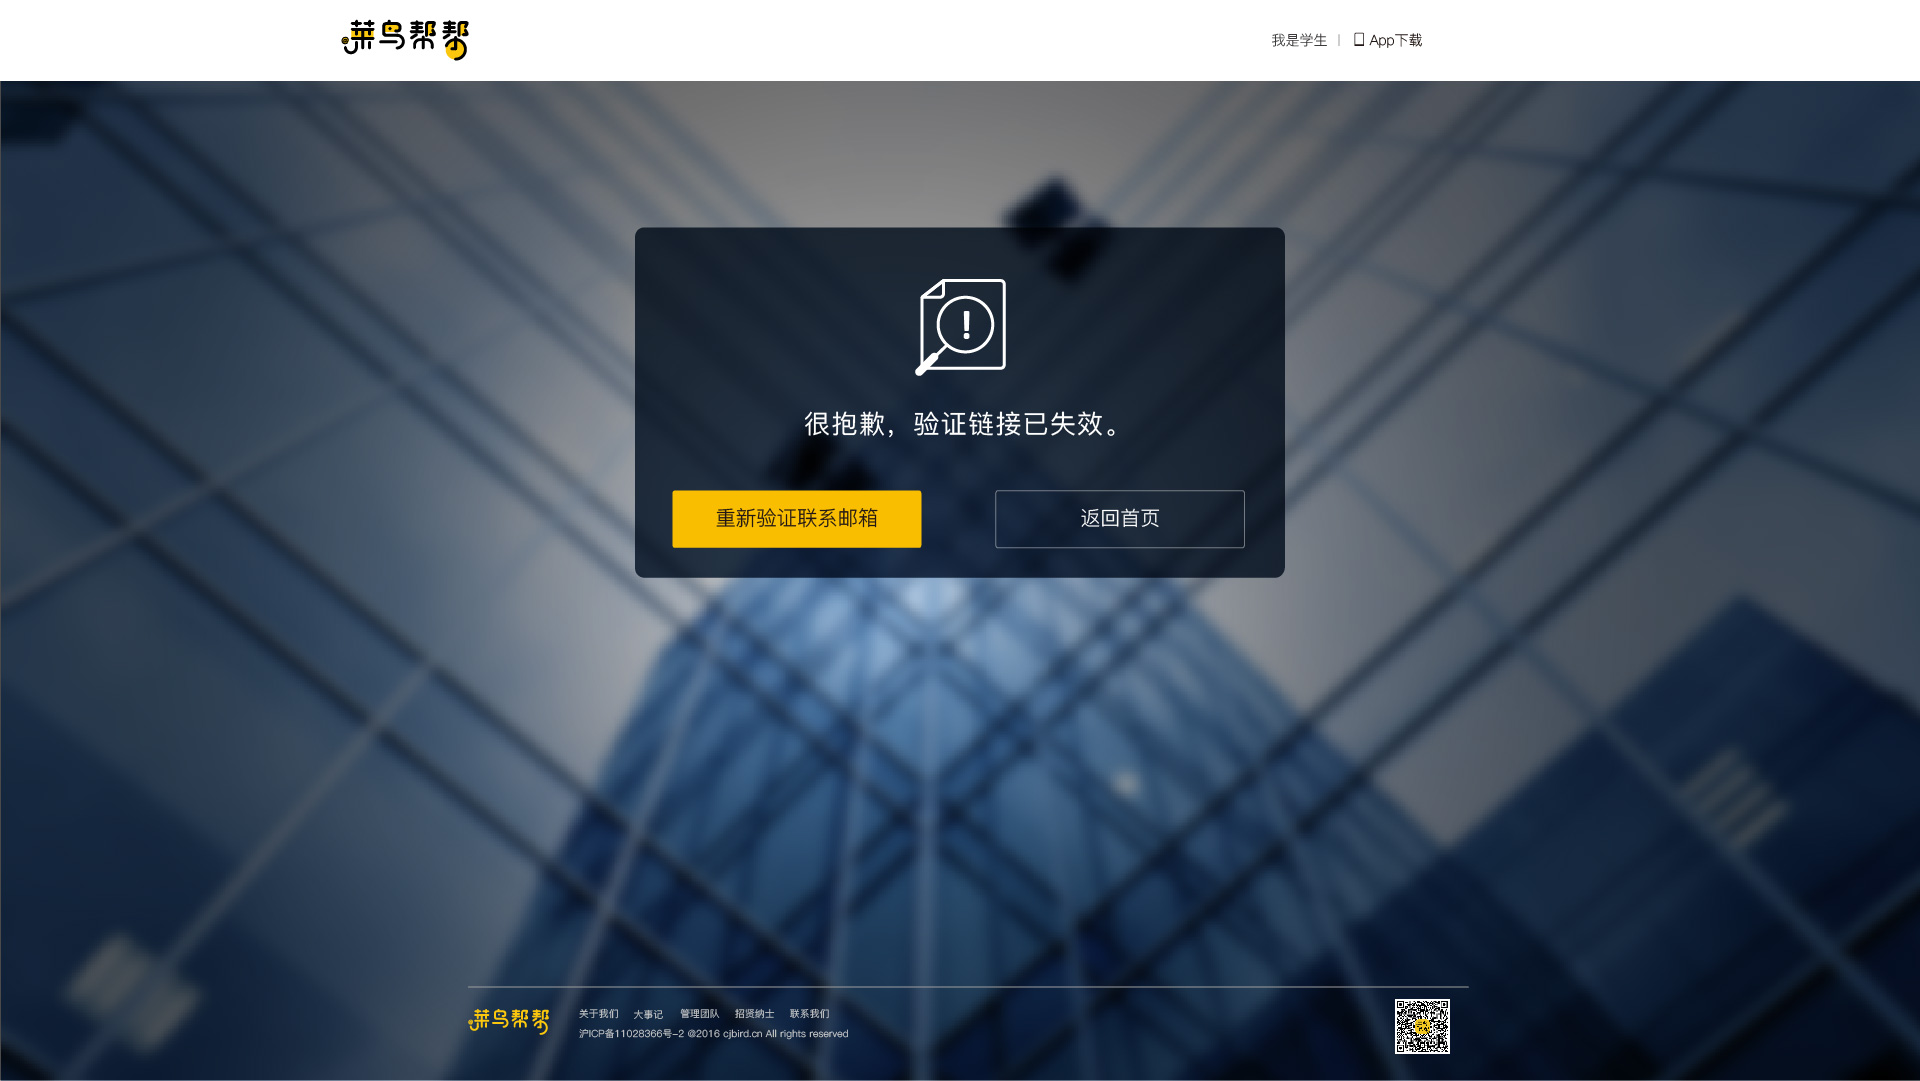 菜鸟帮帮
我是学生 | App下载
很抱歉，验证链接已失效。
重新验证联系邮箱
返回首页
菜鸟帮帮
关于我们 大事记 管理团队 招贤纳士 联系我们
沪ICP备11028366号-2 @2016 cjbird.cn All rights reserved